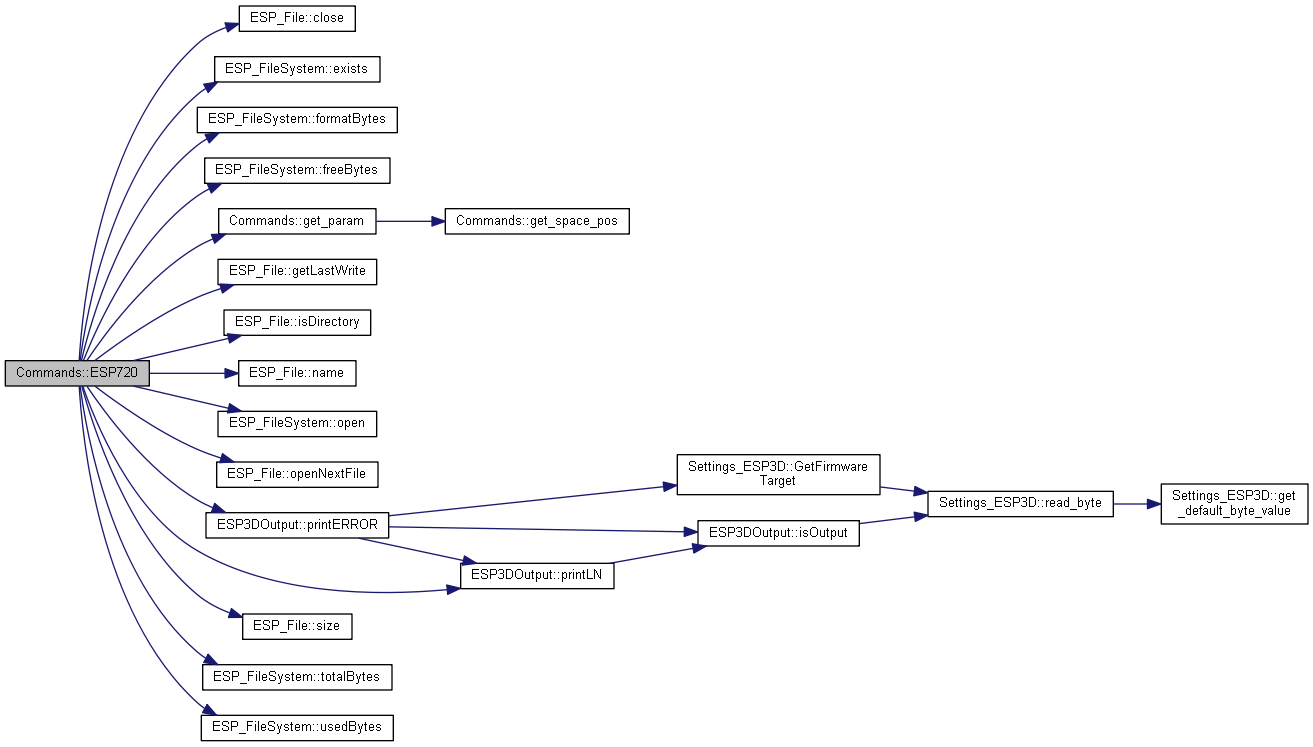 ESP_File::close
ESP_FileSystem::exists
ESP_FileSystem::formatBytes
ESP_FileSystem::freeBytes
Commands::get_param
Commands::get_space_pos
ESP_File::getLastWrite
ESP_File::isDirectory
Commands::ESP720
ESP_File::name
ESP_FileSystem::open
ESP_File::openNextFile
Settings_ESP3D::GetFirmware
Target
Settings_ESP3D::read_byte
Settings_ESP3D::get
_default_byte_value
ESP3DOutput::printERROR
ESP3DOutput::isOutput
ESP3DOutput::printLN
ESP_File::size
ESP_FileSystem::totalBytes
ESP_FileSystem::usedBytes